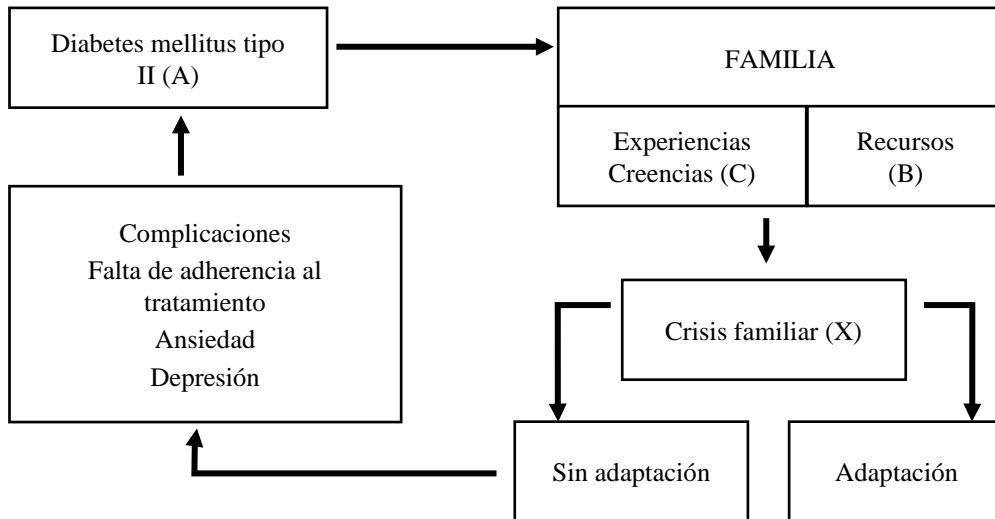 Diabetes mellitus tipo
II (A)
FAMILIA
Experiencias
Creencias (C)
Recursos
(B)
Complicaciones
Falta de adherencia al
tratamiento
Ansiedad
Depresión
Crisis familiar (X)
Sin adaptación
Adaptación